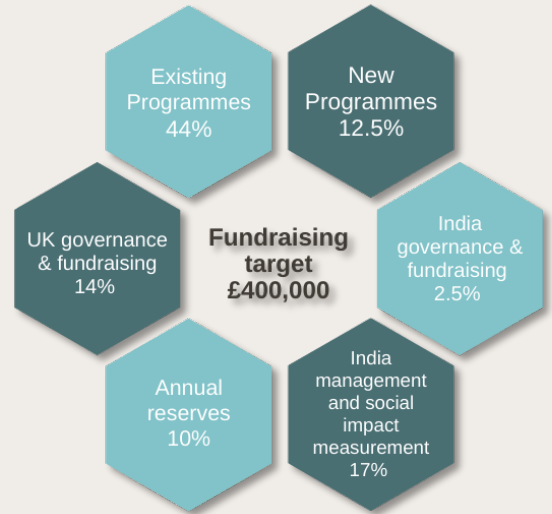 Existing
Programmes
44%
New
Programmes
12.5%
UK governance
& fundraising
14%
Fundraising
target
£400,000
India
governance &
fundraising
2.5%
Annual
reserves
10%
India
management
and social
impact
measurement
17%